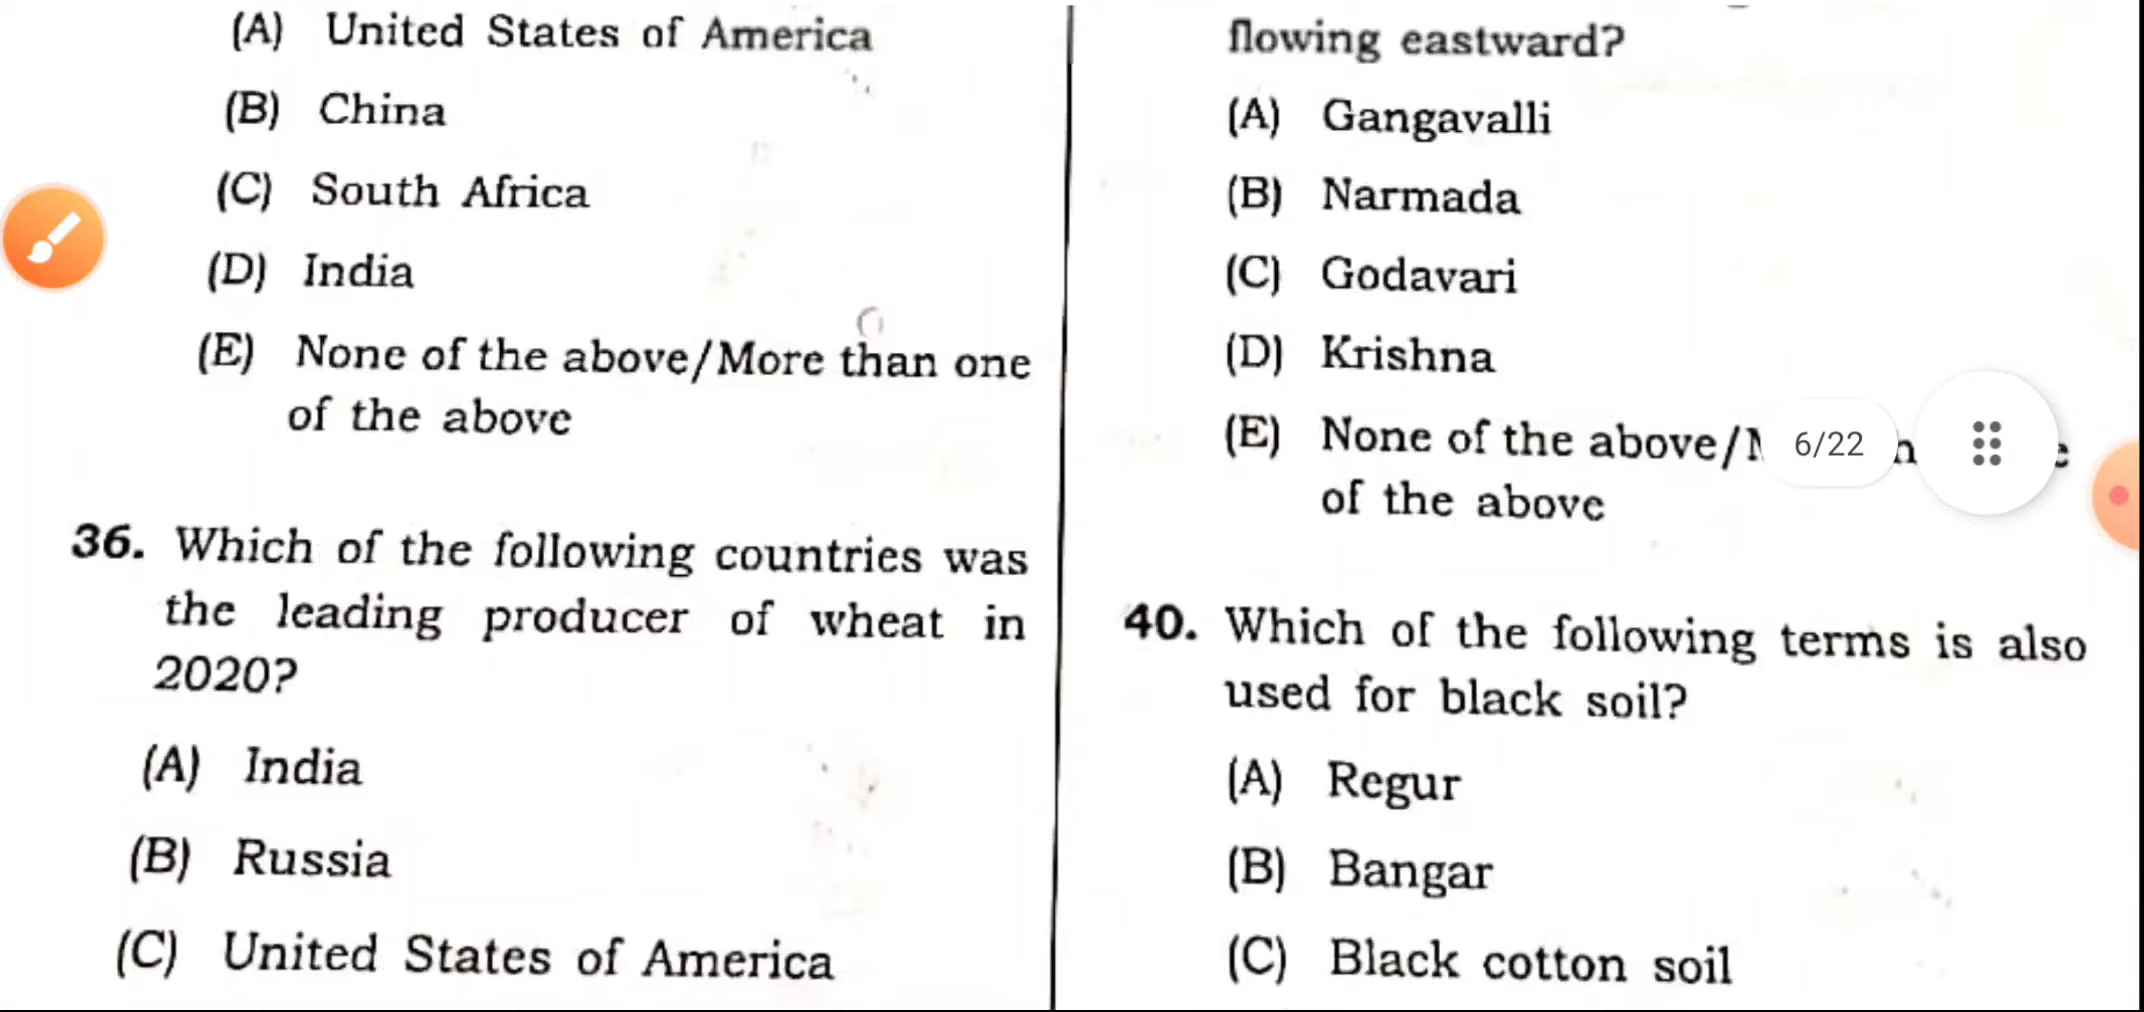 (A) United States of America
(B) China
(C) South Africa
(D) India
(E) None of the above/More than one
of the above
36. Which of the following countries was
the leading producer of wheat in
2020?
(A) India
(B) Russia
(C) United States of America
flowing eastward?
(A) Gangavalli
(B) Narmada
(C) Godavari
(D) Krishna
(E) None of the above/
6/22
of the above
40. Which of the following terms is also
used for black soil?
(A) Regur
(B) Bangar
(C) Black cotton soil